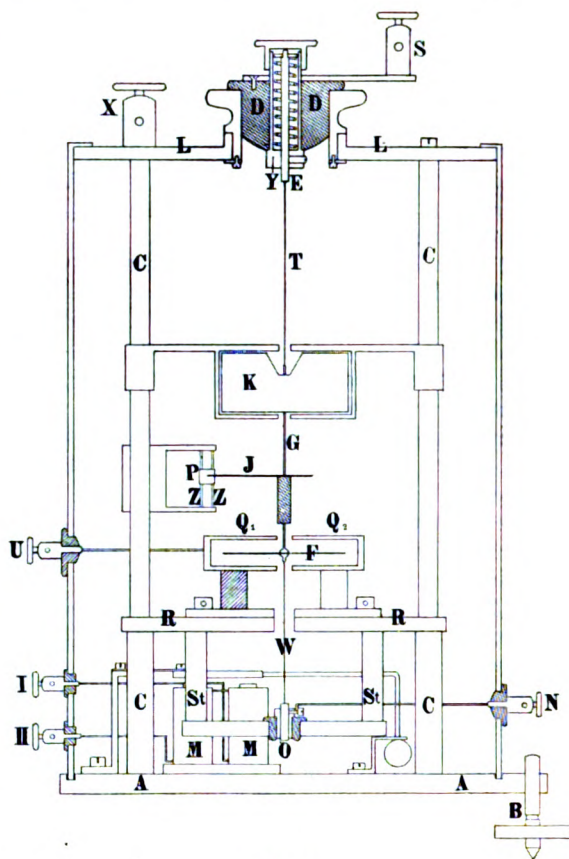 S
X
D D
L L
Y E
C T C
K
G
P J
Z Z
Q₁ Q₂
U F
R R
W
I C St St C N
II M M O
A A
B